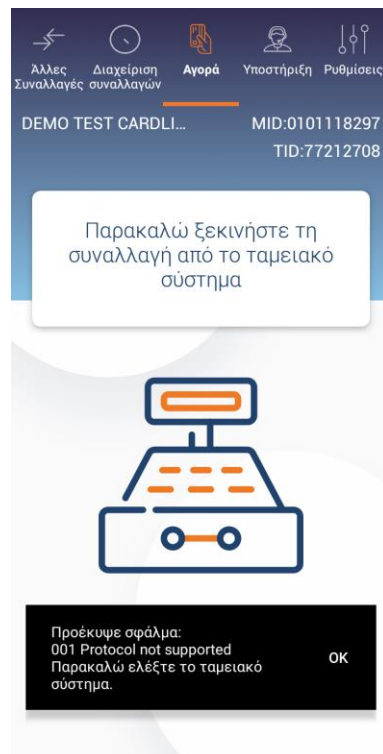 Άλλες Συναλλαγές
Διαχείριση συναλλαγών
Αγορά
Υποστήριξη
Ρυθμίσεις
DEMO TEST CARDLI...
MID:0101118297
TID:77212708
Παρακαλώ ξεκινήστε τη
συναλλαγή από το ταμειακό
σύστημα
Προέκυψε σφάλμα:
001 Protocol not supported
Παρακαλώ ελέξτε το ταμειακό
σύστημα.
OK